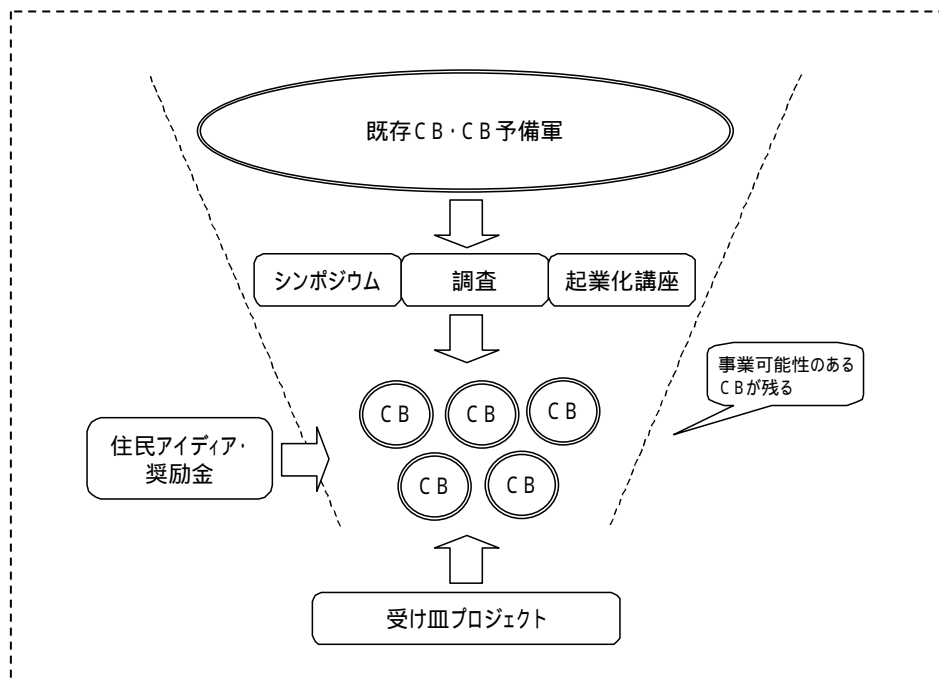 既存CB・CB予備軍
シンポジウム
調査
起業化講座
事業可能性のある
CBが残る
CB
CB
CB
住民アイディア・
奨励金
CB
CB
受け皿プロジェクト